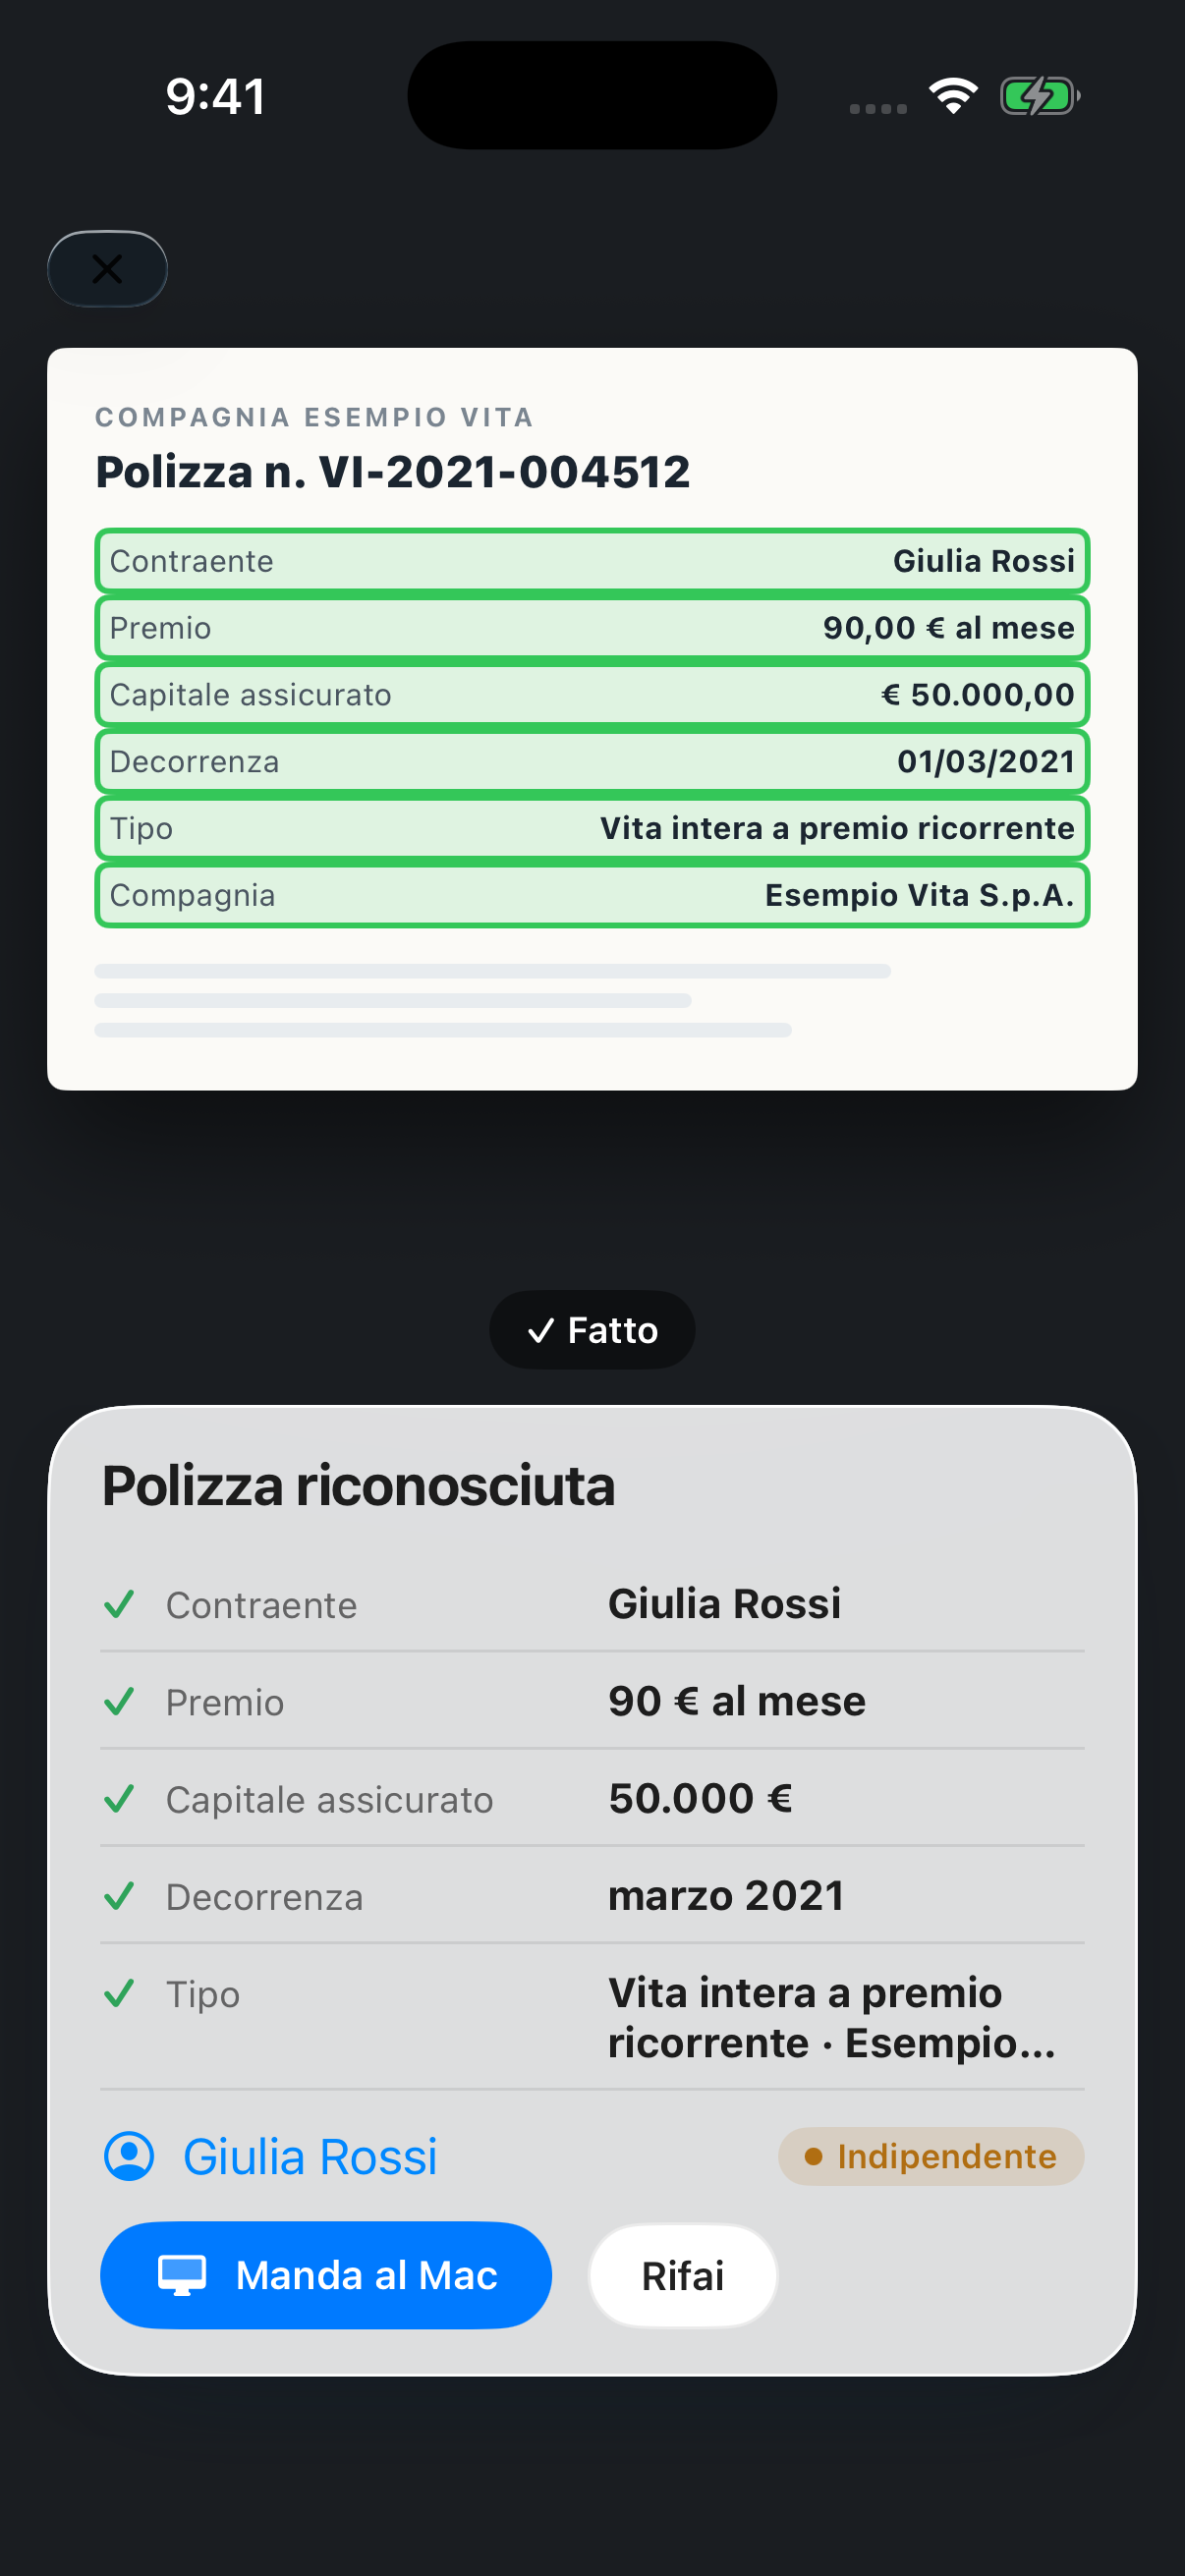 9:41
COMPAGNIA ESEMPIO VITA
Polizza n. VI-2021-004512
Contraente Giulia Rossi
Premio 90,00 € al mese
Capitale assicurato € 50.000,00
Decorrenza 01/03/2021
Tipo Vita intera a premio ricorrente
Compagnia Esempio Vita S.p.A.
Fatto
Polizza riconosciuta
Contraente Giulia Rossi
Premio 90 € al mese
Capitale assicurato 50.000 €
Decorrenza marzo 2021
Tipo Vita intera a premio
ricorrente · Esempio...
Giulia Rossi Indipendente
Manda al Mac Rifai